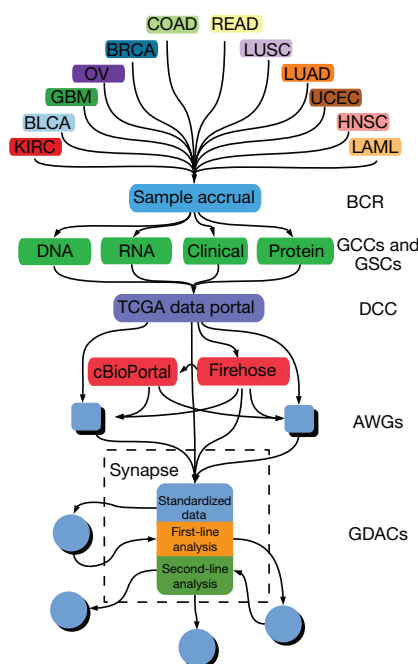 COAD READ
BRCA LUSC
OV LUAD
GBM UCEC
BLCA HNSC
KIRC LAML
Sample accrual BCR
DNA RNA Clinical Protein GCCs and
GSCs
TCGA data portal DCC
cBioPortal Firehose
AWGs
Synapse
Standardized
data
First-line
analysis
GDACs
Second-line
analysis